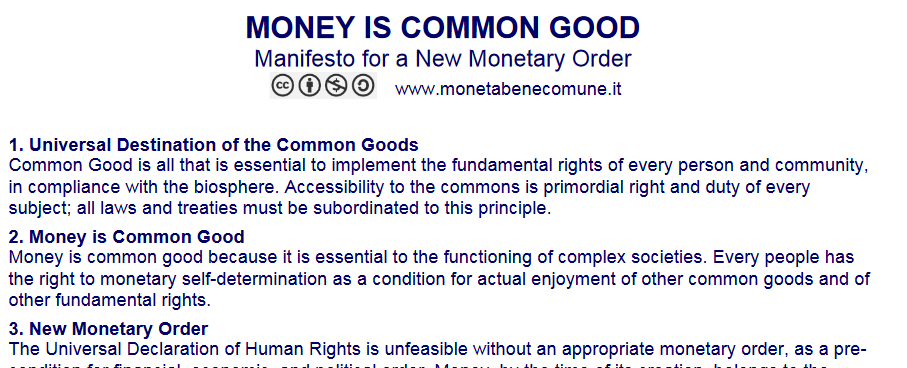 MONEY IS COMMON GOOD
Manifesto for a New Monetary Order
cc www.monetabenecomune.it
1. Universal Destination of the Common Goods
Common Good is all that is essential to implement the fundamental rights of every person and community,
in compliance with the biosphere. Accessibility to the commons is primordial right and duty of every
subject; all laws and treaties must be subordinated to this principle.
2. Money is Common Good
Money is common good because it is essential to the functioning of complex societies. Every people has
the right to monetary self-determination as a condition for actual enjoyment of other common goods and of
other fundamental rights.
3. New Monetary Order
The Universal Declaration of Human Rights is unfeasible without an appropriate monetary order, as a pre-
condition for financial, economic, and political order. Money, by the time of its creation, belongs to the